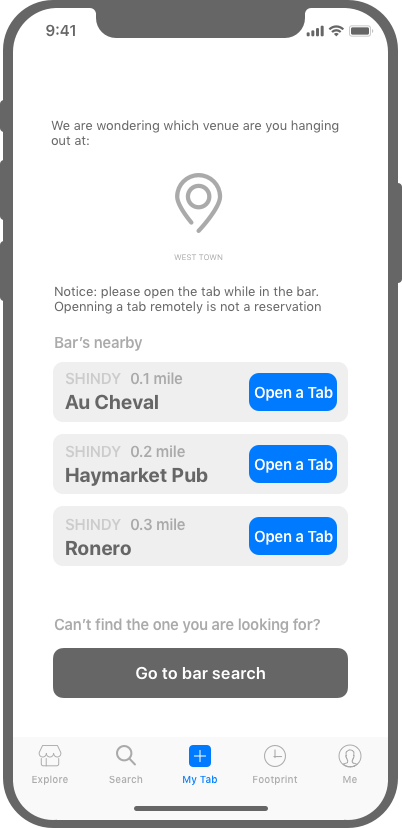 9:41
We are wondering which venue are you hanging
out at:
WEST TOWN
Notice: please open the tab while in the bar.
Openning a tab remotely is not a reservation
Bar’s nearby
SHINDY 0.1 mile
Au Cheval
Open a Tab
SHINDY 0.2 mile
Haymarket Pub
Open a Tab
SHINDY 0.3 mile
Ronero
Open a Tab
Can’t find the one you are looking for?
Go to bar search
Explore Search My Tab Footprint Me